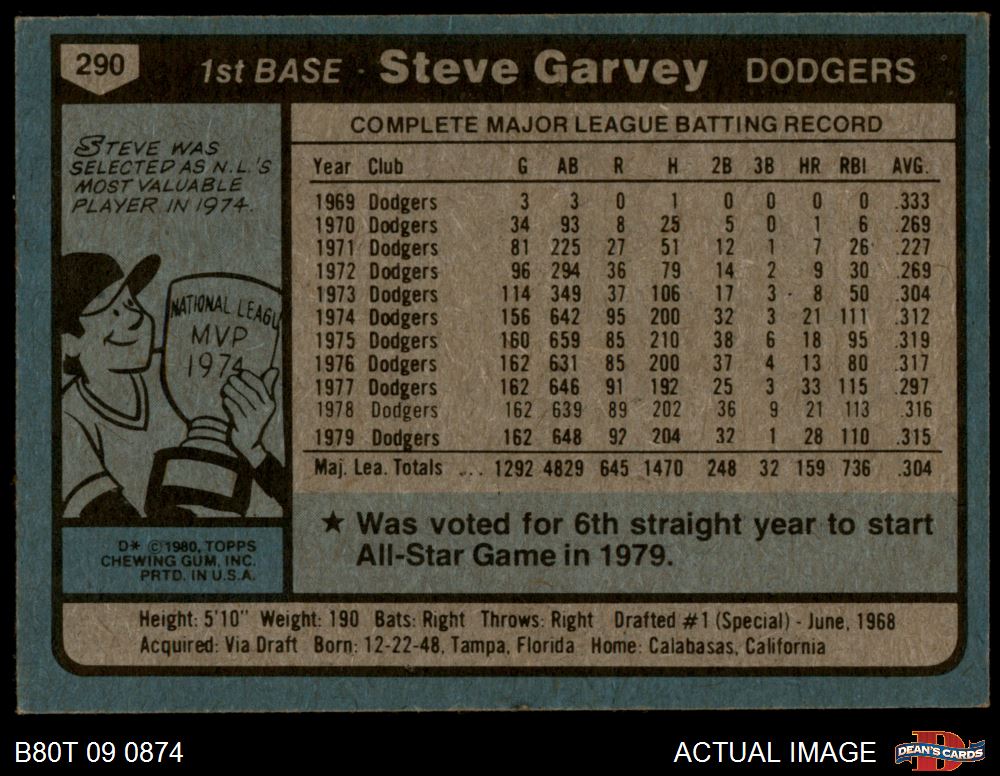 290 1st BASE · Steve Garvey DODGERS
STEVE WAS
SELECTED AS N.L.'S
MOST VALUABLE
PLAYER IN 1974.
NATIONAL LEAGU
MVP
1974
D* ©1980, TOPPS
CHEWING GUM, INC.
PRTD. IN U.S.A.
COMPLETE MAJOR LEAGUE BATTING RECORD
Year Club G AB R H 2B 3B HR RBI AVG.
1969 Dodgers 3 3 0 1 0 0 0 0 .333
1970 Dodgers 34 93 8 25 5 0 1 6 .269
1971 Dodgers 81 225 27 51 12 1 7 26 .227
1972 Dodgers 96 294 36 79 14 2 9 30 .269
1973 Dodgers 114 349 37 106 17 3 8 50 .304
1974 Dodgers 156 642 95 200 32 3 21 111 .312
1975 Dodgers 160 659 85 210 38 6 18 95 .319
1976 Dodgers 162 631 85 200 37 4 13 80 .317
1977 Dodgers 162 646 91 192 25 3 33 115 .297
1978 Dodgers 162 639 89 202 36 9 21 113 .316
1979 Dodgers 162 648 92 204 32 1 28 110 .315
Maj. Lea. Totals ... 1292 4829 645 1470 248 32 159 736 .304
★ Was voted for 6th straight year to start
All-Star Game in 1979.
Height: 5'10" Weight: 190 Bats: Right Throws: Right Drafted #1 (Special) - June, 1968
Acquired: Via Draft Born: 12-22-48, Tampa, Florida Home: Calabasas, California
B80T 09 0874 ACTUAL IMAGE DEAN'S CARDS